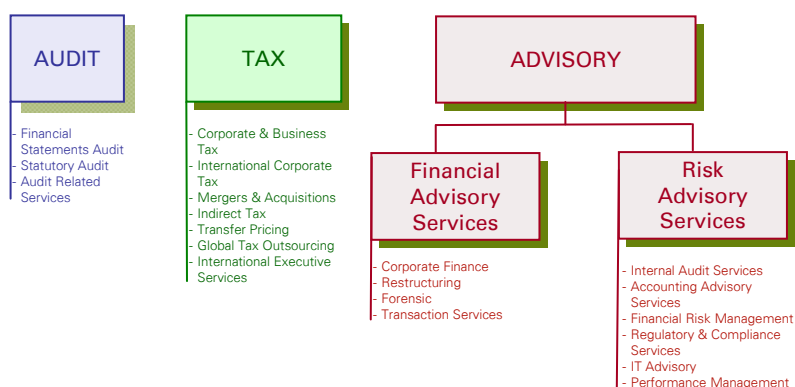 AUDIT
- Financial
Statements Audit
- Statutory Audit
- Audit Related
Services
TAX
- Corporate & Business
Tax
- International Corporate
Tax
- Mergers & Acquisitions
- Indirect Tax
- Transfer Pricing
- Global Tax Outsourcing
- International Executive
Services
ADVISORY
Financial
Advisory
Services
- Corporate Finance
- Restructuring
- Forensic
- Transaction Services
Risk
Advisory
Services
- Internal Audit Services
- Accounting Advisory
Services
- Financial Risk Management
- Regulatory & Compliance
Services
- IT Advisory
- Performance Management